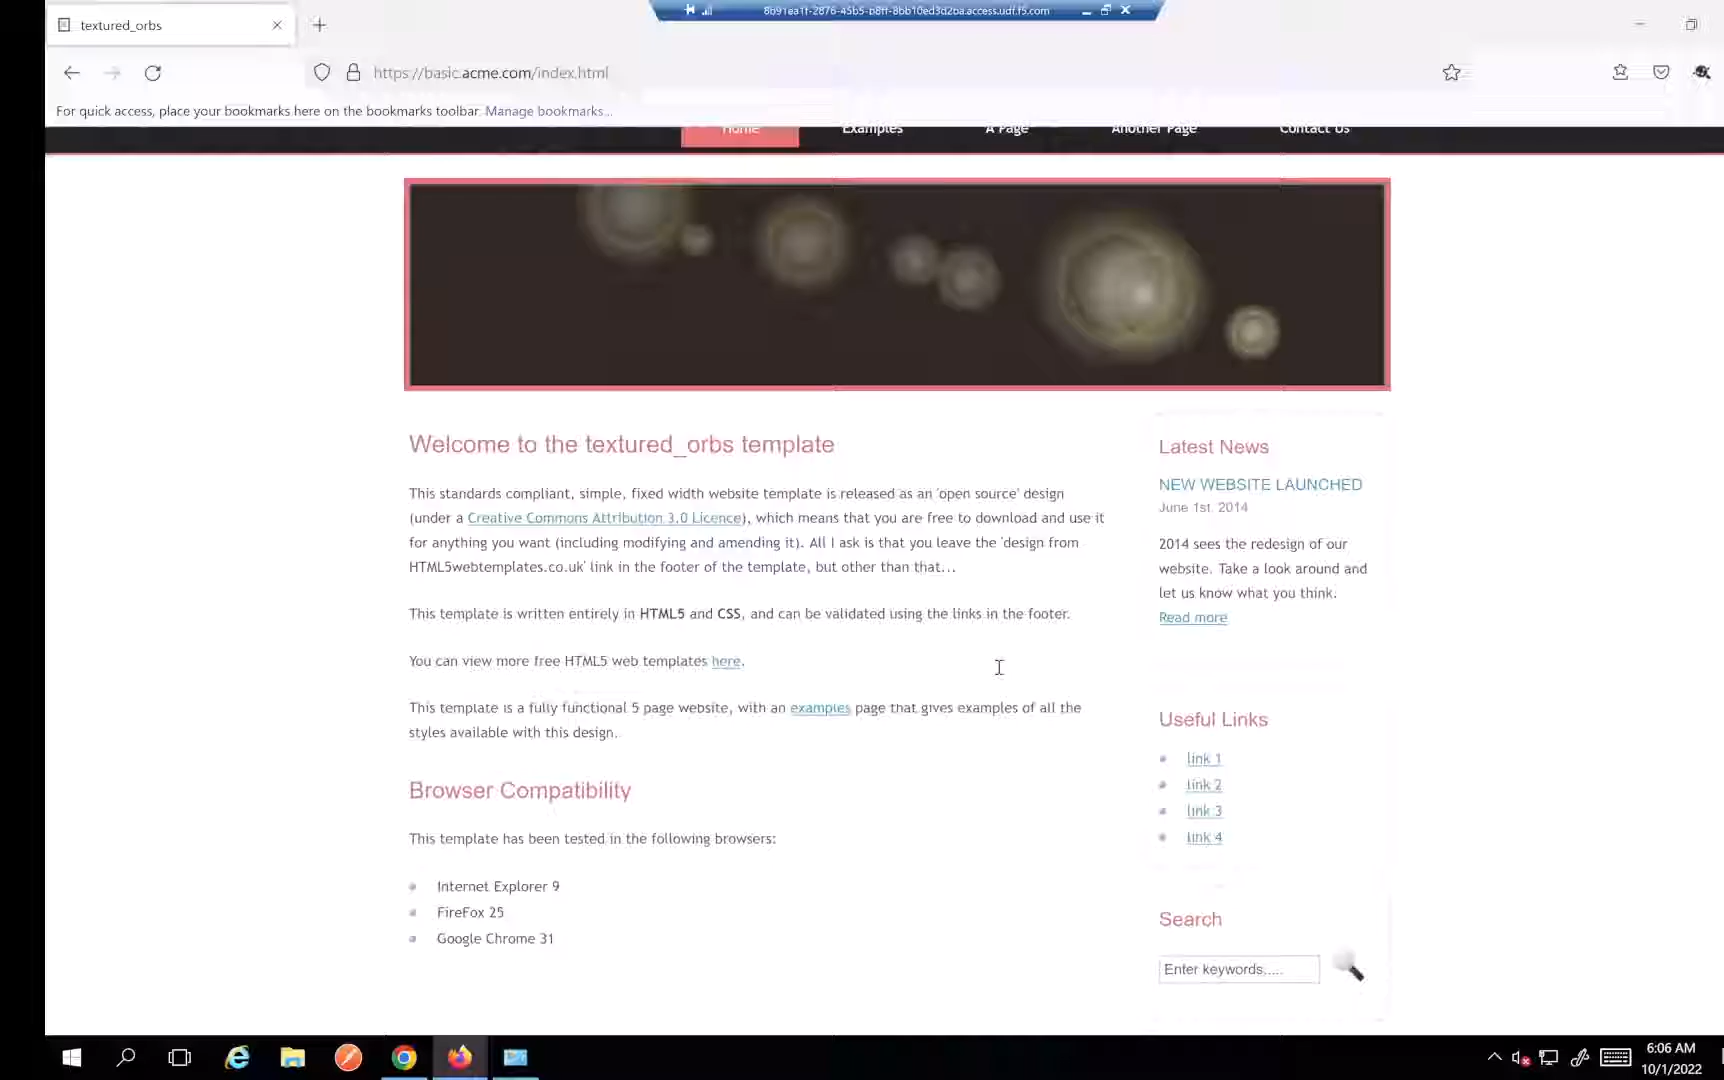 textured_orbs
https://basic.acme.com/index.html
For quick access, place your bookmarks here on the bookmarks toolbar. Manage bookmarks...
Home Examples A Page Another Page Contact Us
Welcome to the textured_orbs template
This standards compliant, simple, fixed width website template is released as an 'open source' design
(under a Creative Commons Attribution 3.0 Licence), which means that you are free to download and use it
for anything you want (including modifying and amending it). All I ask is that you leave the 'design from
HTML5webtemplates.co.uk' link in the footer of the template, but other than that...
This template is written entirely in HTML5 and CSS, and can be validated using the links in the footer.
You can view more free HTML5 web templates here.
This template is a fully functional 5 page website, with an examples page that gives examples of all the
styles available with this design.
Browser Compatibility
This template has been tested in the following browsers:
Internet Explorer 9
FireFox 25
Google Chrome 31
Latest News
NEW WEBSITE LAUNCHED
June 1st, 2014
2014 sees the redesign of our
website. Take a look around and
let us know what you think.
Read more
Useful Links
link 1
link 2
link 3
link 4
Search
Enter keywords.....
6:06 AM
10/1/2022